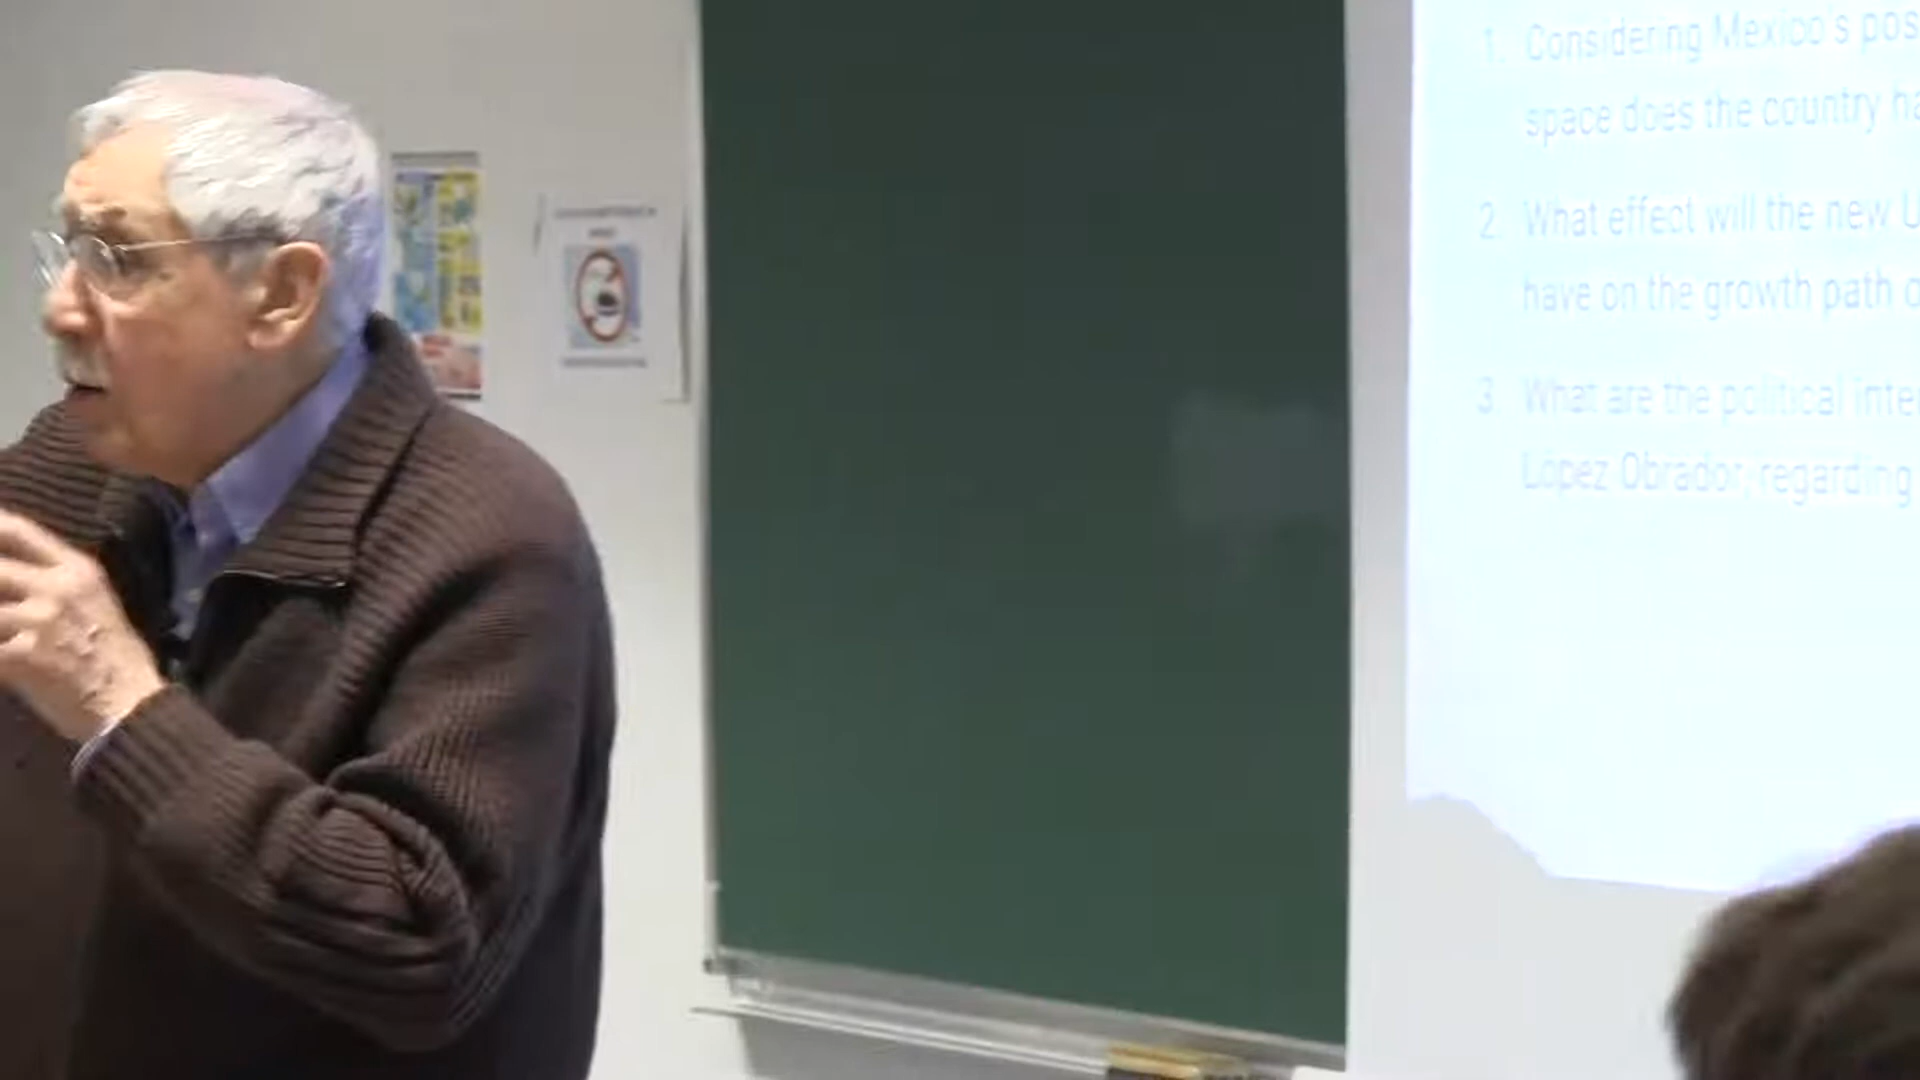 1. Considering Mexico's pos
space does the country ha
2. What effect will the new U
have on the growth path o
3. What are the political inte
López Obrador, regarding